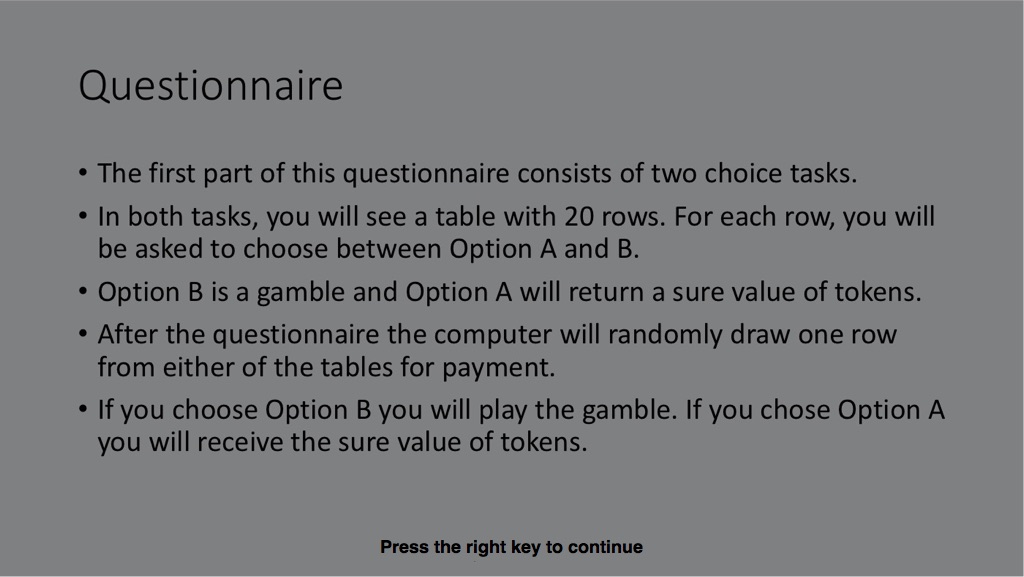 Questionnaire
• The first part of this questionnaire consists of two choice tasks.
• In both tasks, you will see a table with 20 rows. For each row, you will
be asked to choose between Option A and B.
• Option B is a gamble and Option A will return a sure value of tokens.
• After the questionnaire the computer will randomly draw one row
from either of the tables for payment.
• If you choose Option B you will play the gamble. If you chose Option A
you will receive the sure value of tokens.
Press the right key to continue